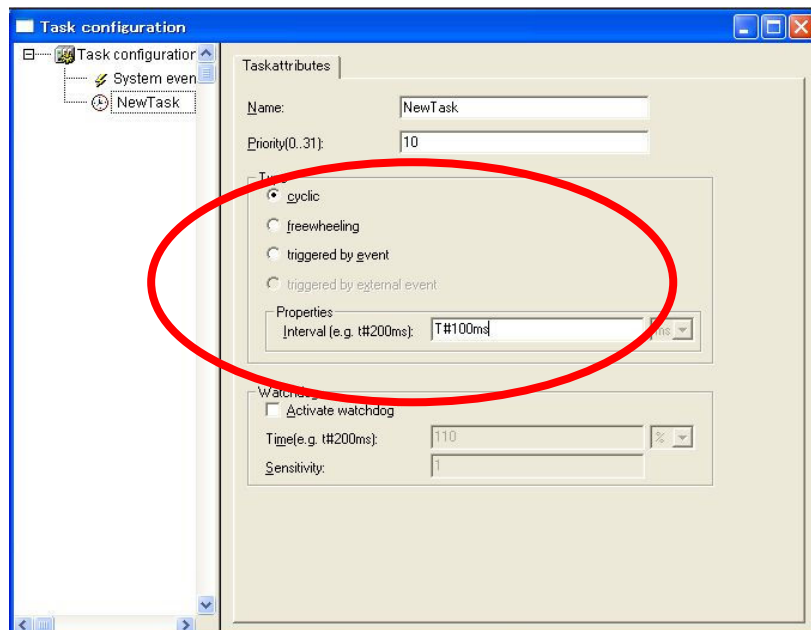 Task configuration
Task configuration
System even
NewTask
Taskattributes
Name: NewTask
Priority(0..31): 10
cyclic
freewheeling
triggered by event
triggered by external event
Properties
Interval (e.g. t#200ms): T#100ms ms
Activate watchdog
Time(e.g. t#200ms): 110 %
Sensitivity: 1